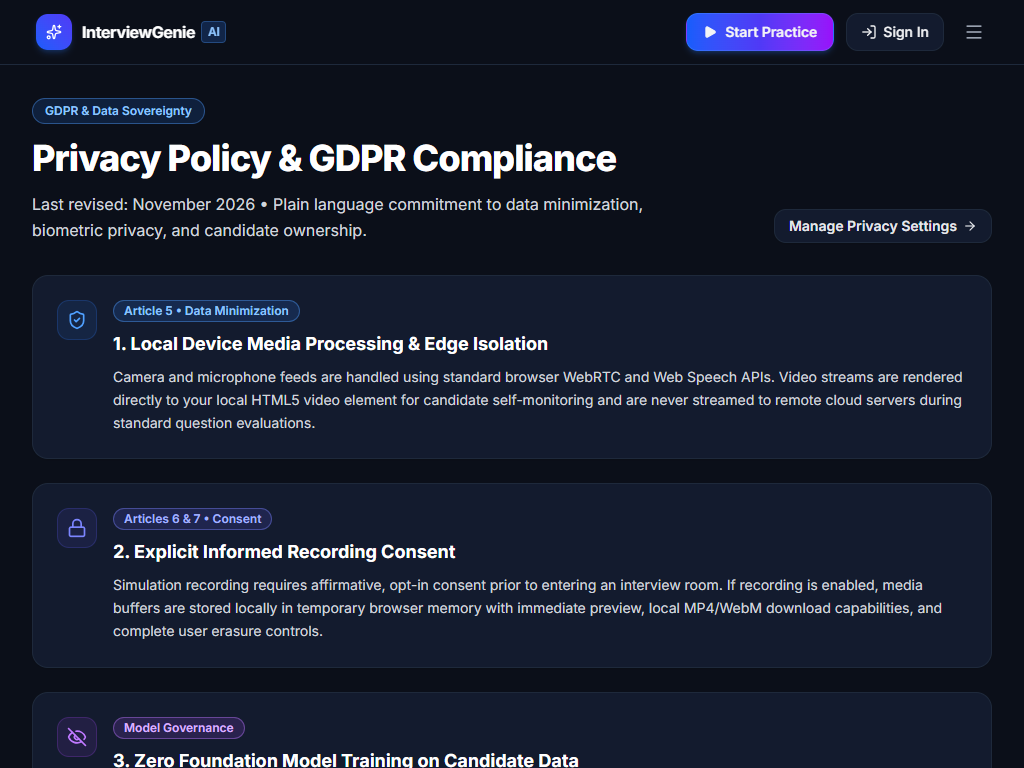 InterviewGenie AI
Start Practice
Sign In
GDPR & Data Sovereignty
Privacy Policy & GDPR Compliance
Last revised: November 2026 • Plain language commitment to data minimization,
biometric privacy, and candidate ownership.
Manage Privacy Settings →
Article 5 • Data Minimization
1. Local Device Media Processing & Edge Isolation
Camera and microphone feeds are handled using standard browser WebRTC and Web Speech APIs. Video streams are rendered
directly to your local HTML5 video element for candidate self-monitoring and are never streamed to remote cloud servers during
standard question evaluations.
Articles 6 & 7 • Consent
2. Explicit Informed Recording Consent
Simulation recording requires affirmative, opt-in consent prior to entering an interview room. If recording is enabled, media
buffers are stored locally in temporary browser memory with immediate preview, local MP4/WebM download capabilities, and
complete user erasure controls.
Model Governance
3. Zero Foundation Model Training on Candidate Data